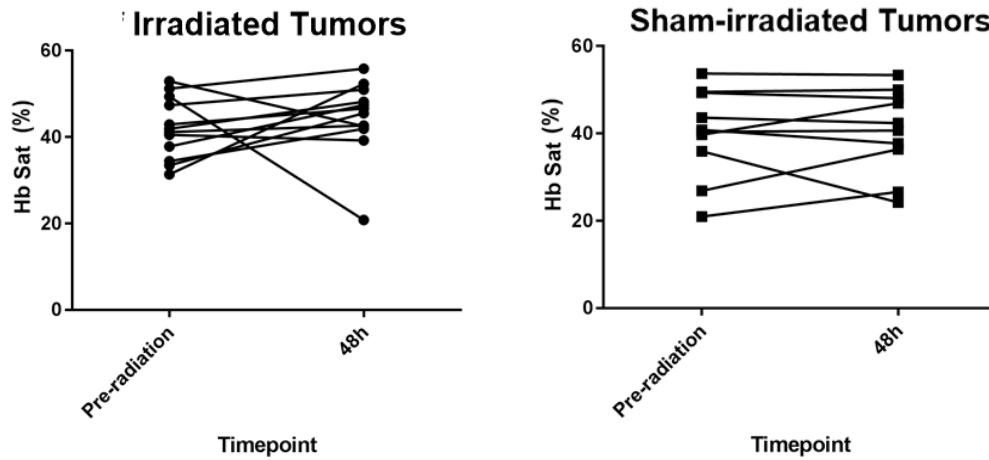 Irradiated Tumors
Hb Sat (%)
60
40
20
0
Pre-radiation
48h
Timepoint
Sham-irradiated Tumors
Hb Sat (%)
60
40
20
0
Pre-radiation
48h
Timepoint